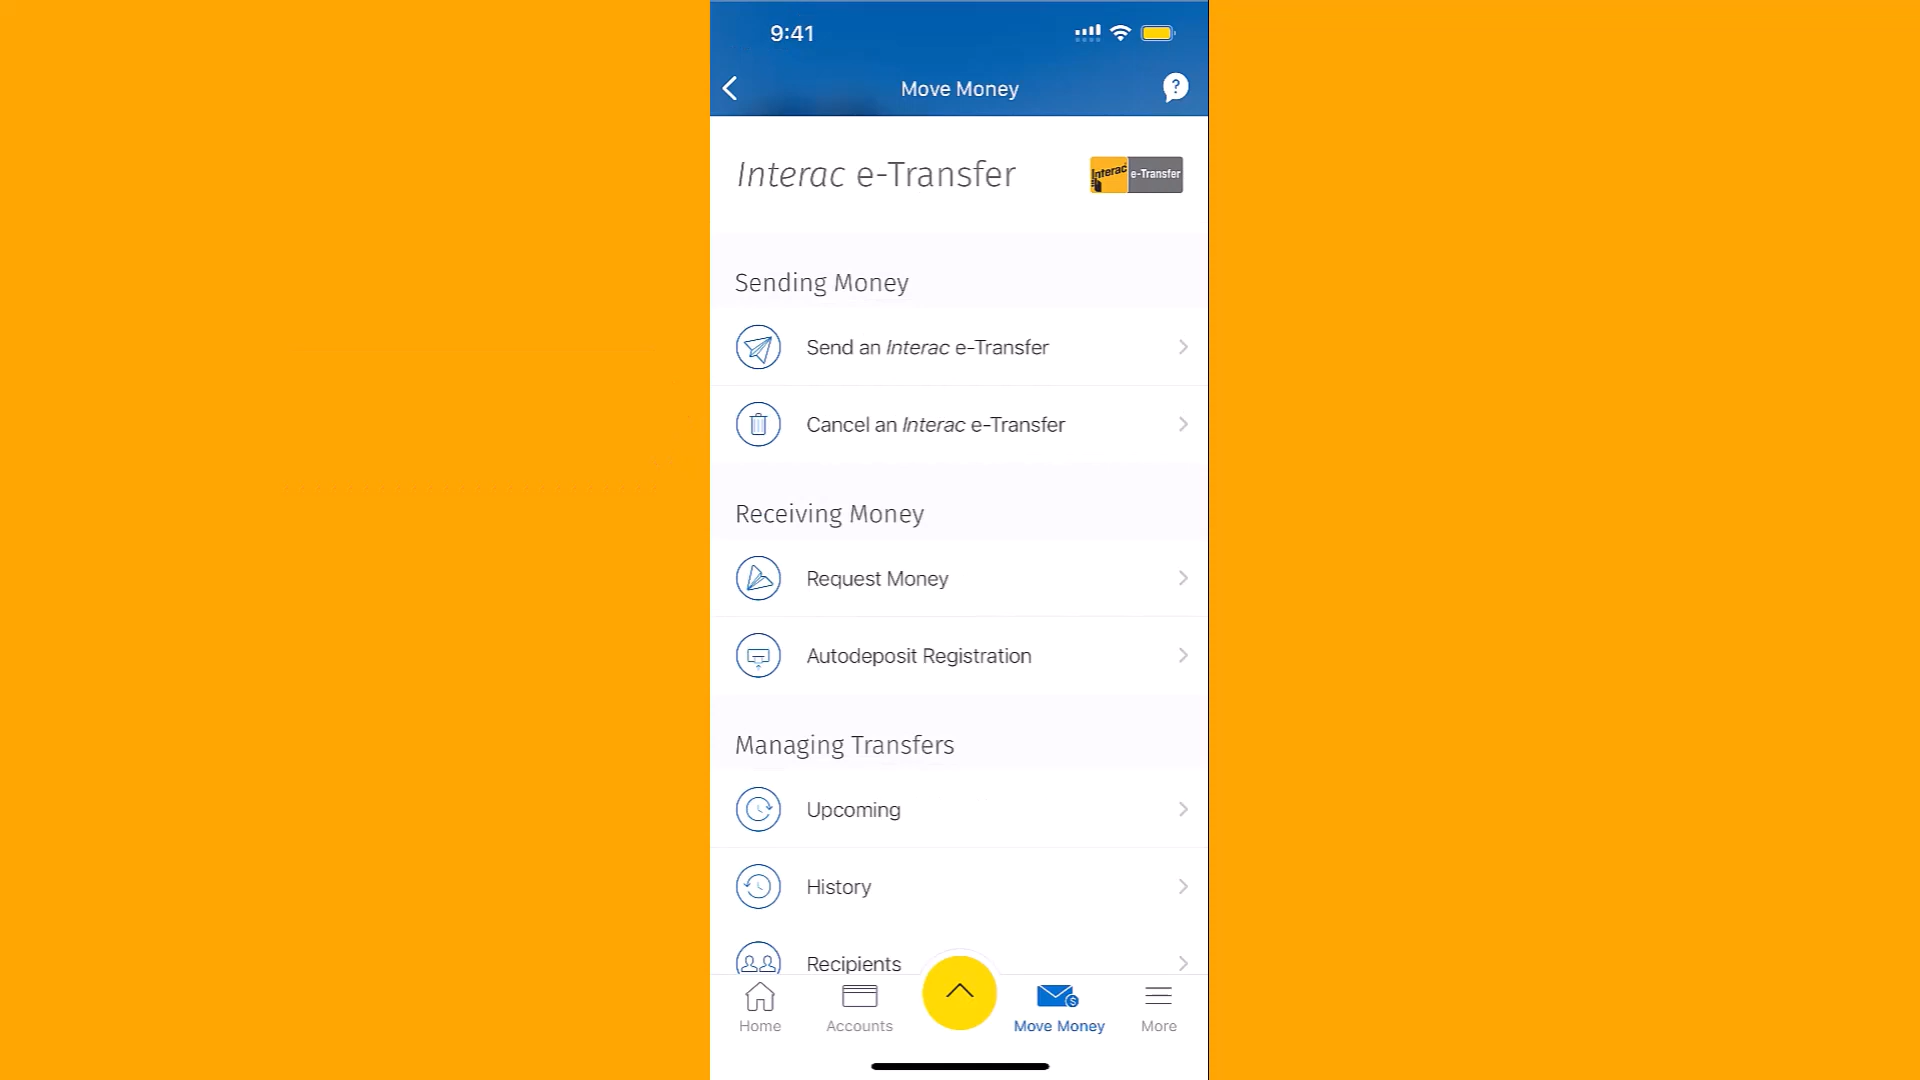 9:41
Move Money
?
Interac e-Transfer
Interac e-Transfer
Sending Money
Send an Interac e-Transfer
Cancel an Interac e-Transfer
Receiving Money
Request Money
Autodeposit Registration
Managing Transfers
Upcoming
History
Recipients
Home
Accounts
$
Move Money
More